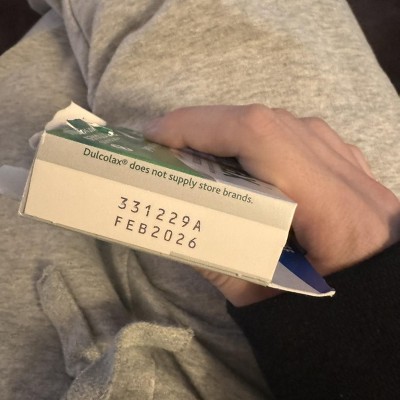 Dulcolax® does not supply store brands.
331229A
FEB2026